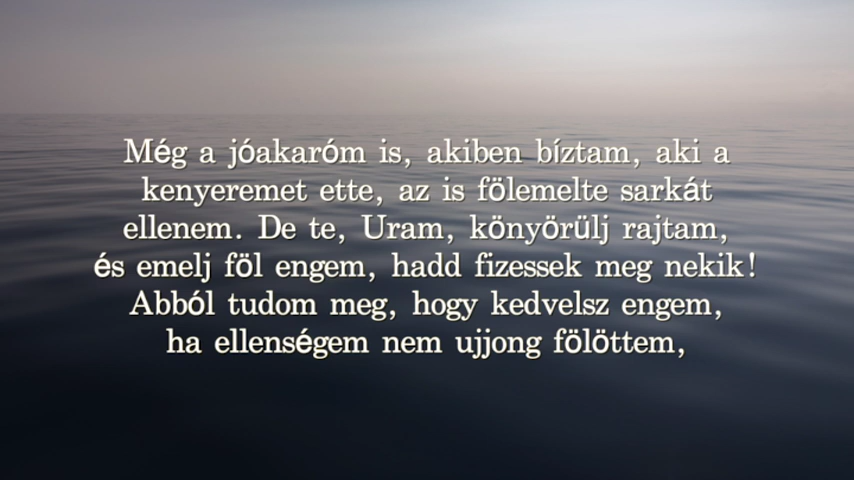 Még a jóakaróm is, akiben bíztam, aki a
kenyeremet ette, az is fölemelte sarkát
ellenem. De te, Uram, könyörülj rajtam,
és emelj föl engem, hadd fizessek meg nekik!
Abból tudom meg, hogy kedvelsz engem,
ha ellenségem nem ujjong fölöttem,